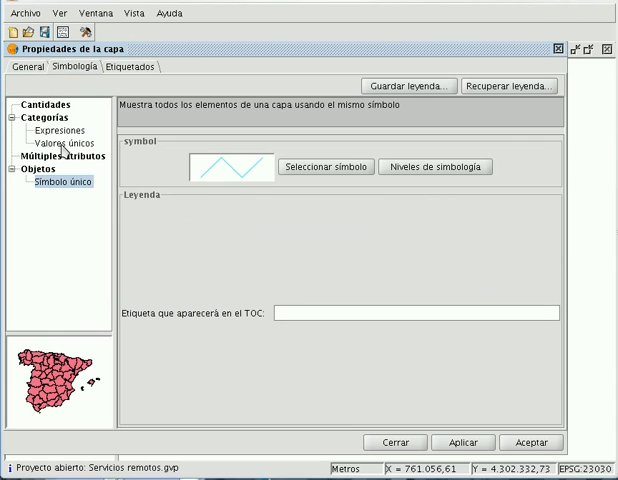 Archivo Ver Ventana Vista Ayuda
Propiedades de la capa
General Simbología Etiquetados
Guardar leyenda... Recuperar leyenda...
Cantidades
Categorías
Expresiones
Valores únicos
Múltiples atributos
Objetos
Símbolo único
Muestra todos los elementos de una capa usando el mismo símbolo
symbol
Seleccionar símbolo Niveles de simbología
Leyenda
Etiqueta que aparecerá en el TOC:
Cerrar Aplicar Aceptar
Proyecto abierto: Servicios remotos.gvp Metros X = 761.056,61 Y = 4.302.332,73 EPSG:23030